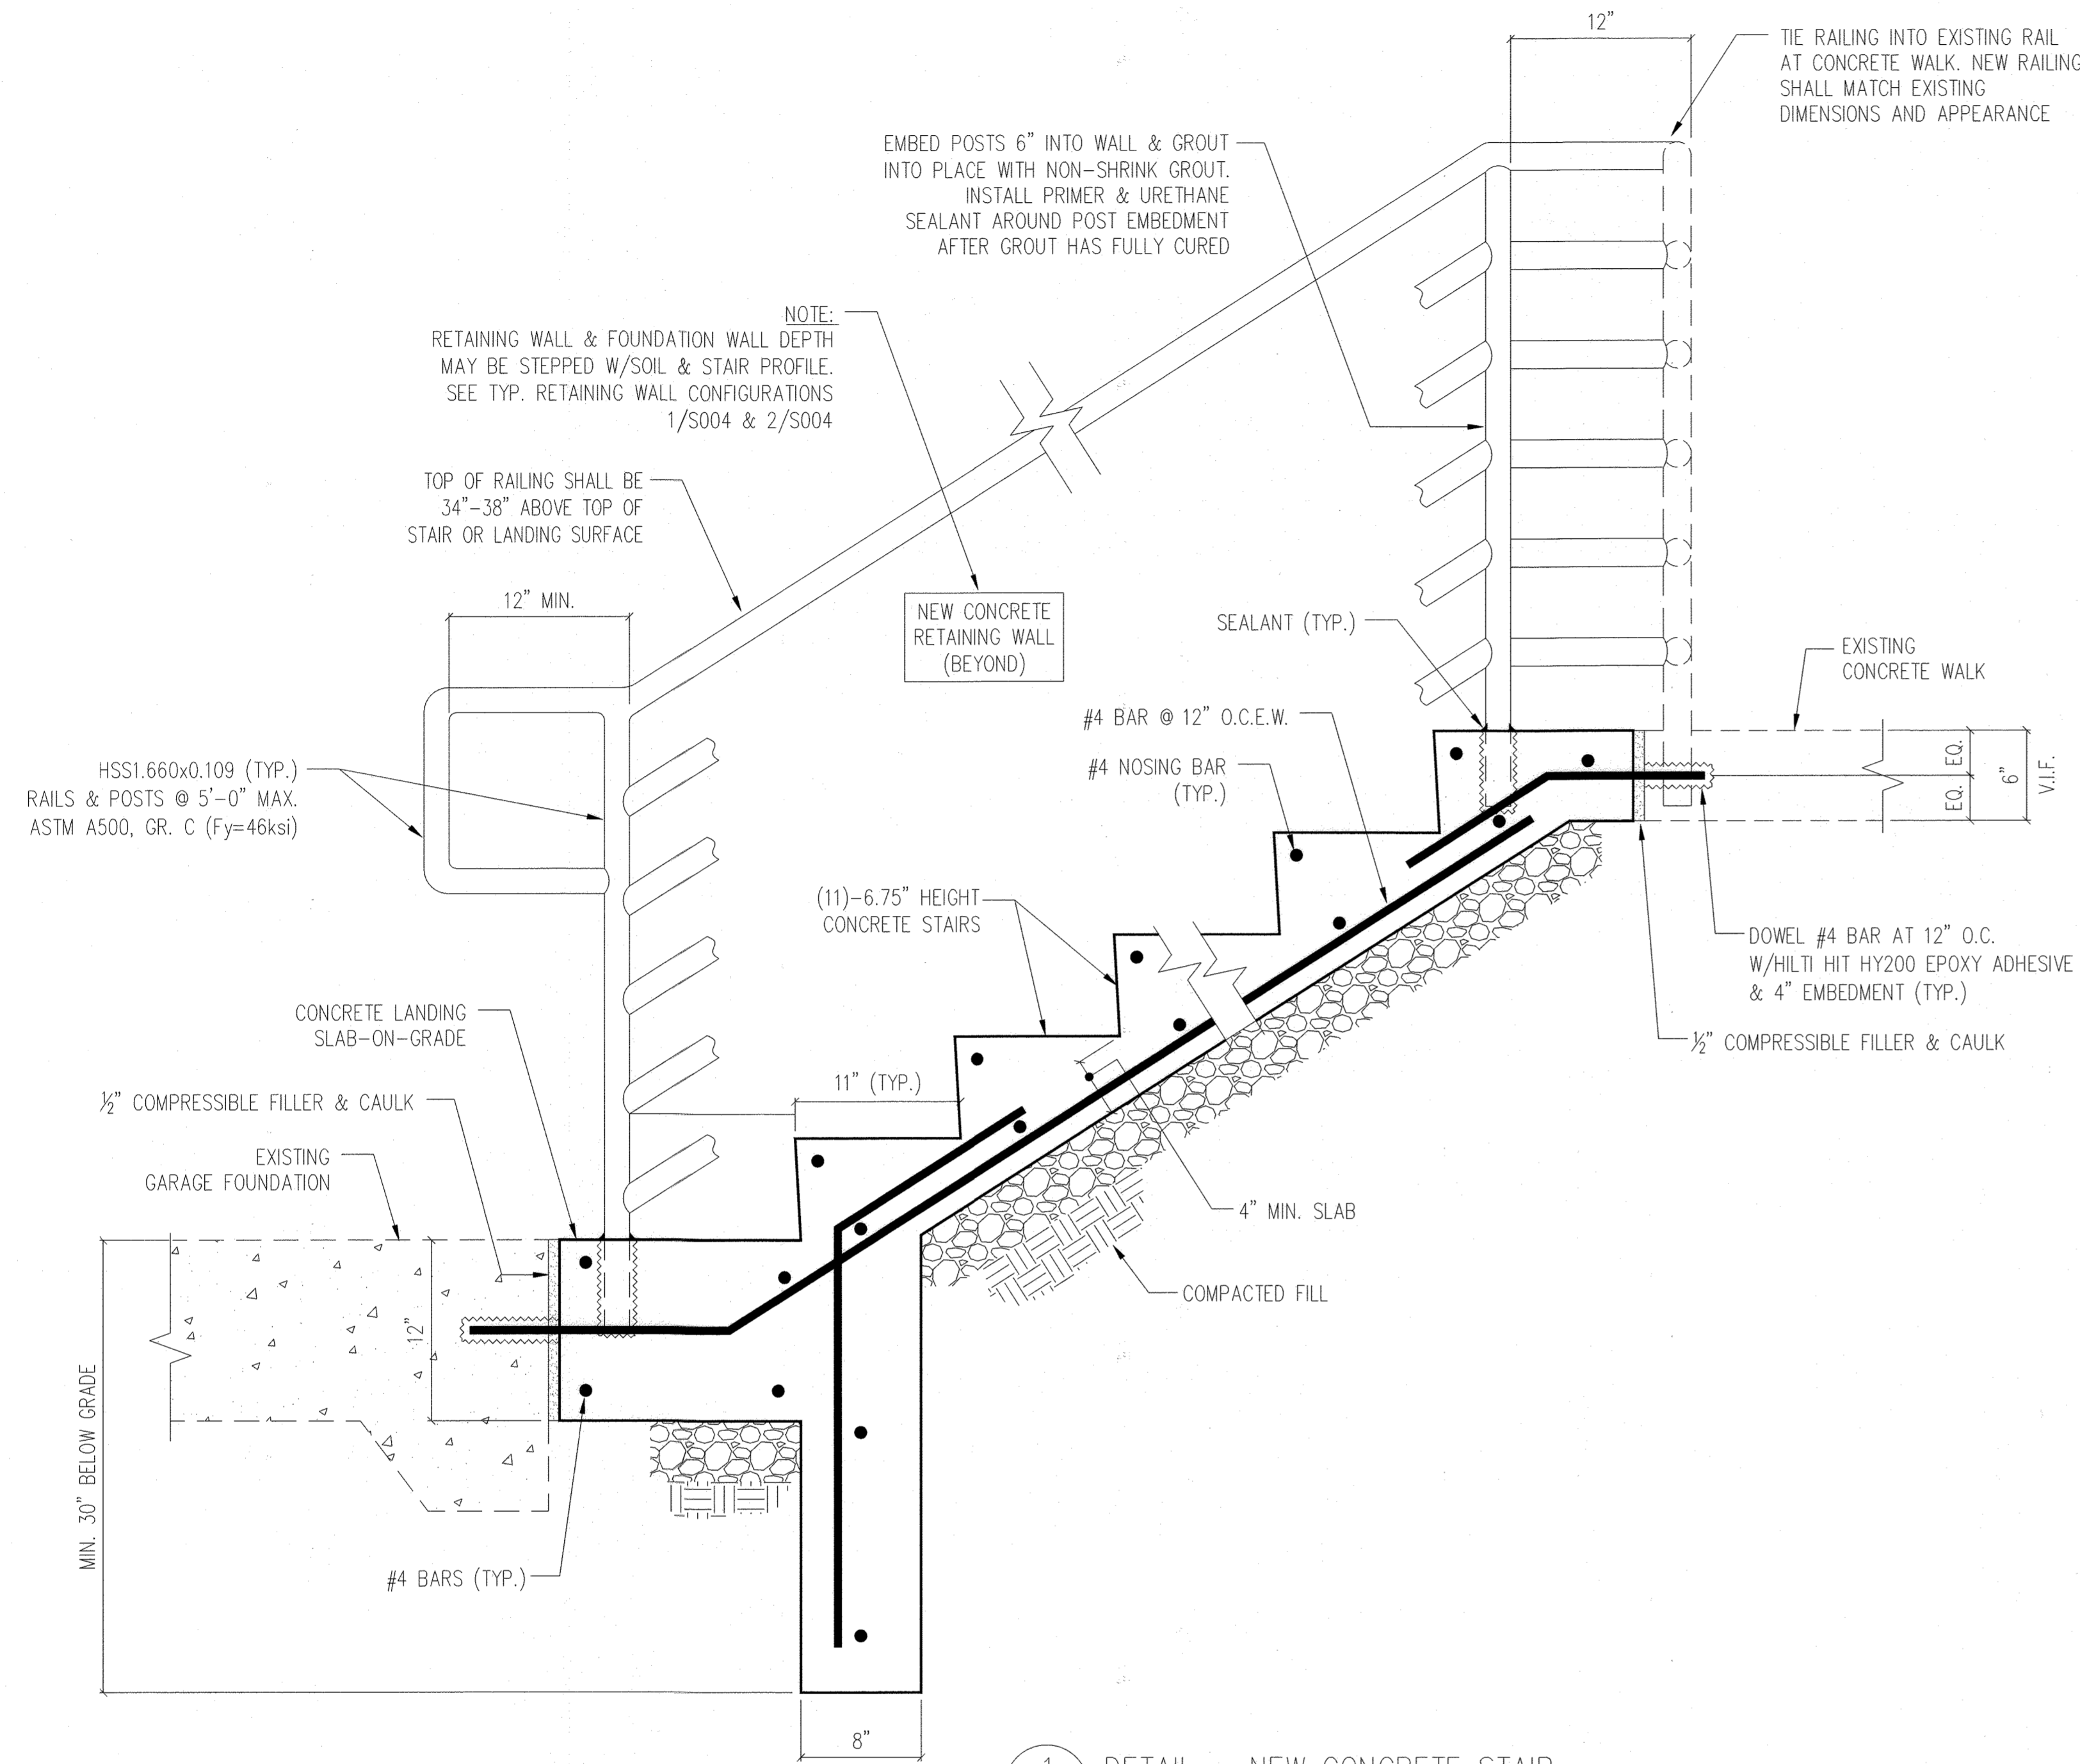 12"
TIE RAILING INTO EXISTING RAIL
AT CONCRETE WALK. NEW RAILING
SHALL MATCH EXISTING
DIMENSIONS AND APPEARANCE
EMBED POSTS 6" INTO WALL & GROUT
INTO PLACE WITH NON-SHRINK GROUT.
INSTALL PRIMER & URETHANE
SEALANT AROUND POST EMBEDMENT
AFTER GROUT HAS FULLY CURED
NOTE:
RETAINING WALL & FOUNDATION WALL DEPTH
MAY BE STEPPED W/SOIL & STAIR PROFILE.
SEE TYP. RETAINING WALL CONFIGURATIONS
1/S004 & 2/S004
TOP OF RAILING SHALL BE
34"-38" ABOVE TOP OF
STAIR OR LANDING SURFACE
12" MIN.
NEW CONCRETE
RETAINING WALL
(BEYOND)
SEALANT (TYP.)
EXISTING
CONCRETE WALK
#4 BAR @ 12" O.C.E.W.
#4 NOSING BAR
(TYP.)
HSS1.660x0.109 (TYP.)
RAILS & POSTS @ 5'-0" MAX.
ASTM A500, GR. C (Fy=46ksi)
EQ.
EQ.
6"
V.I.F.
(11)-6.75" HEIGHT
CONCRETE STAIRS
DOWEL #4 BAR AT 12" O.C.
W/HILTI HIT HY200 EPOXY ADHESIVE
& 4" EMBEDMENT (TYP.)
½" COMPRESSIBLE FILLER & CAULK
CONCRETE LANDING
SLAB-ON-GRADE
11" (TYP.)
½" COMPRESSIBLE FILLER & CAULK
EXISTING
GARAGE FOUNDATION
4" MIN. SLAB
COMPACTED FILL
12"
MIN. 30" BELOW GRADE
#4 BARS (TYP.)
8"
1
DETAIL - NEW CONCRETE STAIR